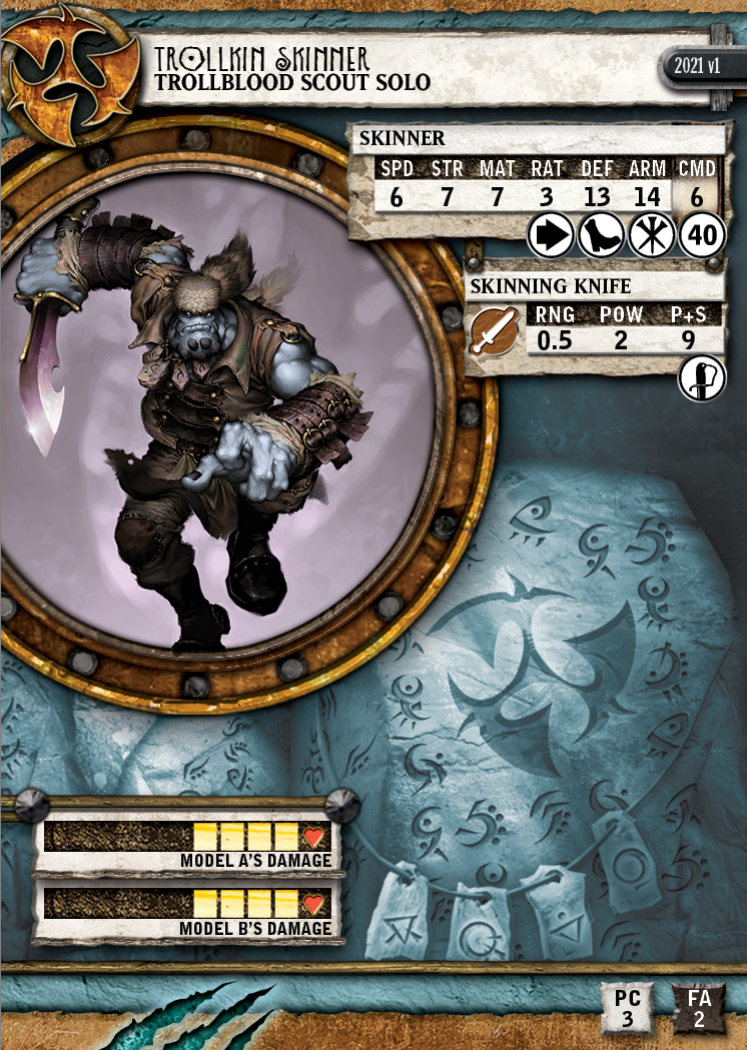 TROLLKIN SKINNER
TROLLBLOOD SCOUT SOLO
2021 v1
SKINNER
SPD STR MAT RAT DEF ARM CMD
6 7 7 3 13 14 6
40
SKINNING KNIFE
RNG POW P+S
0.5 2 9
MODEL A'S DAMAGE
MODEL B'S DAMAGE
PC FA
3 2